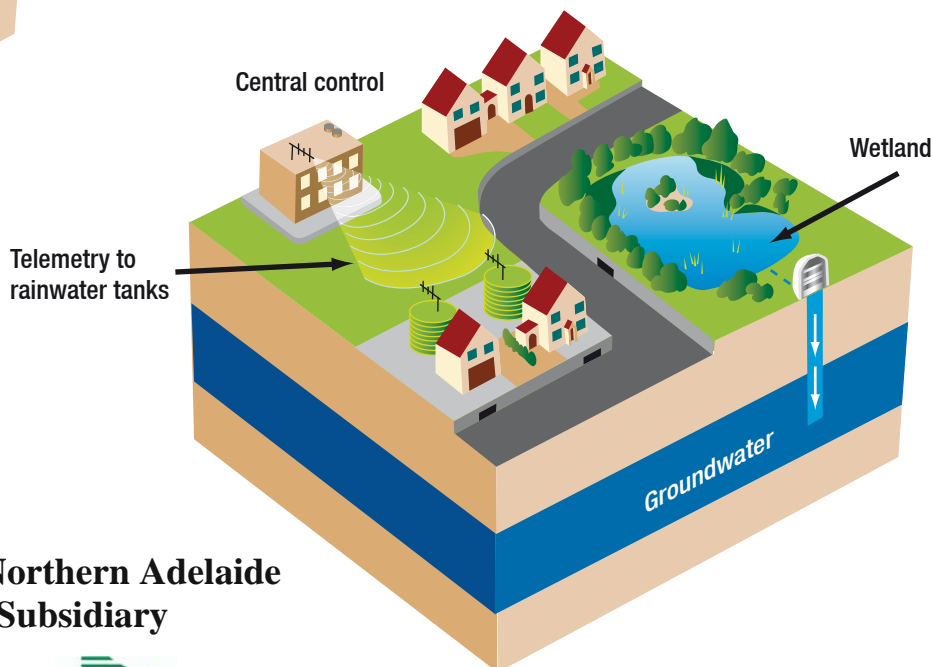 Central control
Wetland
Telemetry to
rainwater tanks
Groundwater
Northern Adelaide
Subsidiary